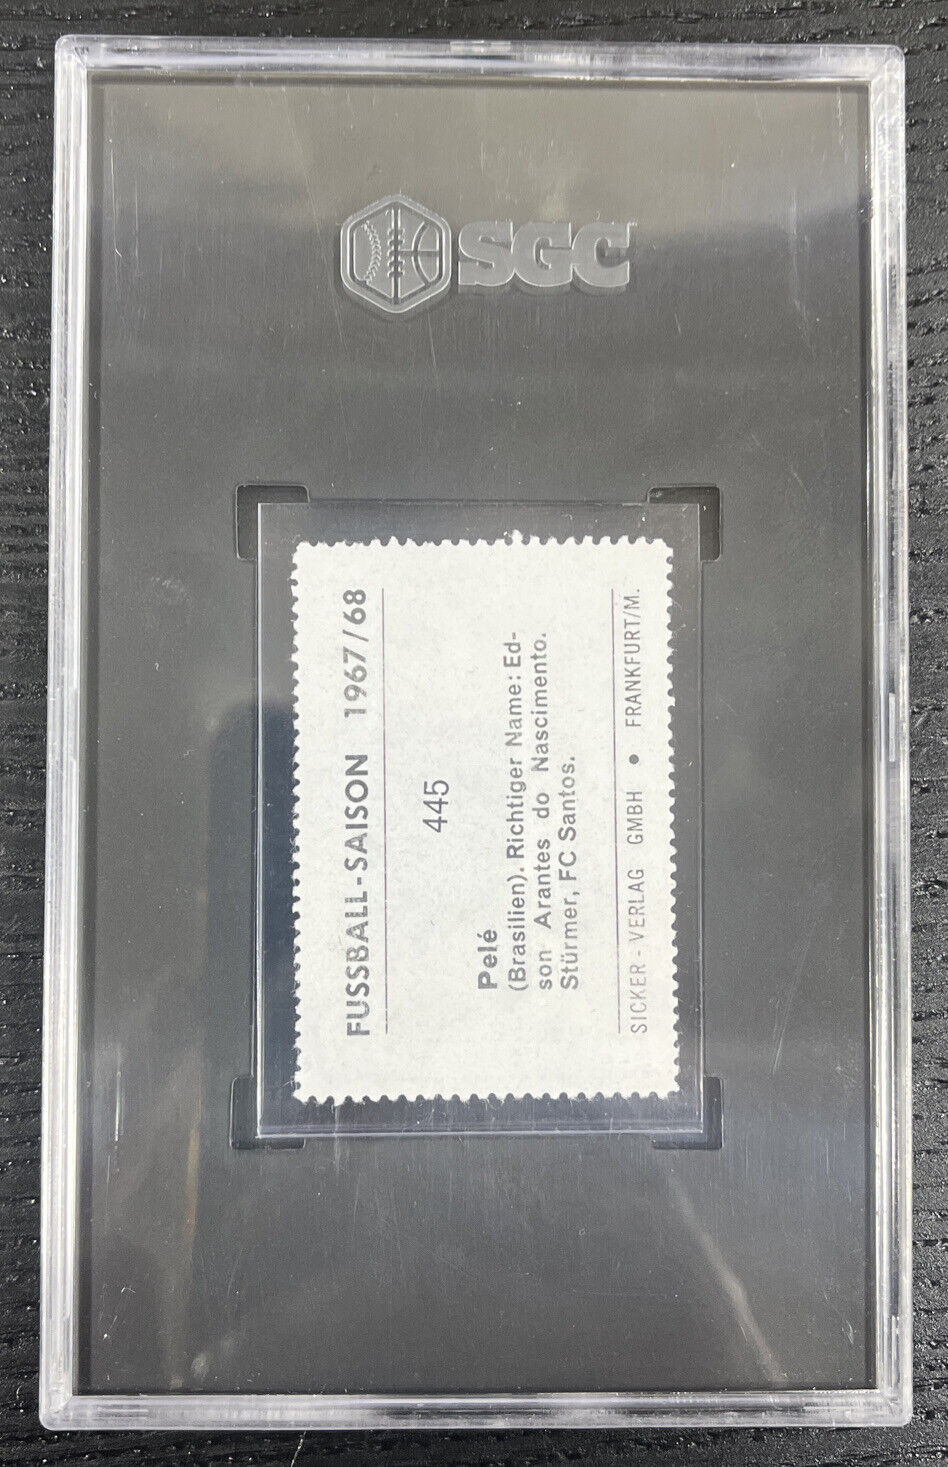 SGC
FUSSBALL-SAISON 1967/68
445
Pelé
(Brasilien). Richtiger Name: Ed-
son Arantes do Nascimento.
Stürmer, FC Santos.
SICKER-VERLAG GMBH • FRANKFURT/M.